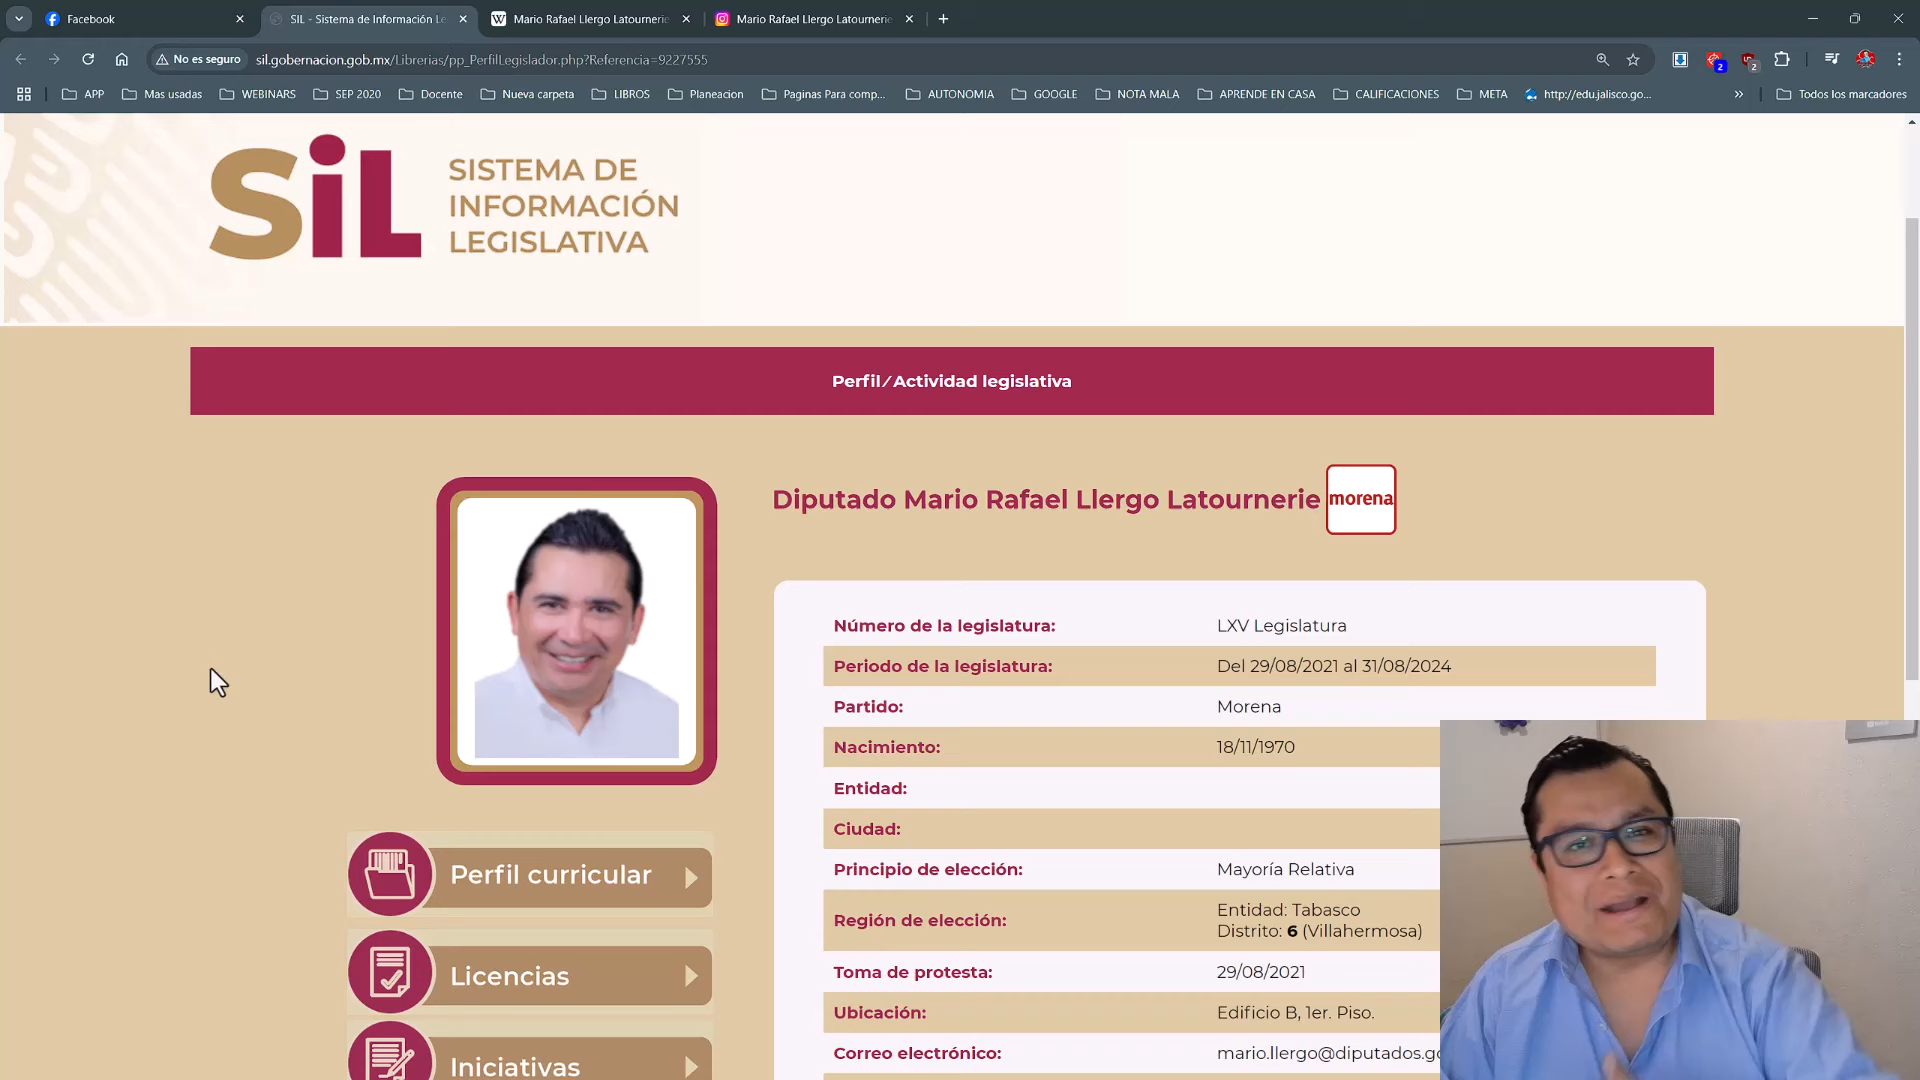 Facebook
SIL - Sistema de Información Le
Mario Rafael Llergo Latournerie
Mario Rafael Llergo Latournerie
No es seguro
sil.gobernacion.gob.mx/Librerias/pp_PerfilLegislador.php?Referencia=9227555
2
2
APP
Mas usadas
WEBINARS
SEP 2020
Docente
Nueva carpeta
LIBROS
Planeacion
Paginas Para comp...
AUTONOMIA
GOOGLE
NOTA MALA
APRENDE EN CASA
CALIFICACIONES
META
http://edu.jalisco.go...
Todos los marcadores
SiL
SISTEMA DE
INFORMACIÓN
LEGISLATIVA
Perfil/Actividad legislativa
Diputado Mario Rafael Llergo Latournerie
morena
Número de la legislatura: LXV Legislatura
Periodo de la legislatura: Del 29/08/2021 al 31/08/2024
Partido: Morena
Nacimiento: 18/11/1970
Entidad:
Ciudad:
Principio de elección: Mayoría Relativa
Región de elección: Entidad: Tabasco
Distrito: 6 (Villahermosa)
Toma de protesta: 29/08/2021
Ubicación: Edificio B, 1er. Piso.
Correo electrónico: mario.llergo@diputados.go
Perfil curricular
Licencias
Iniciativas